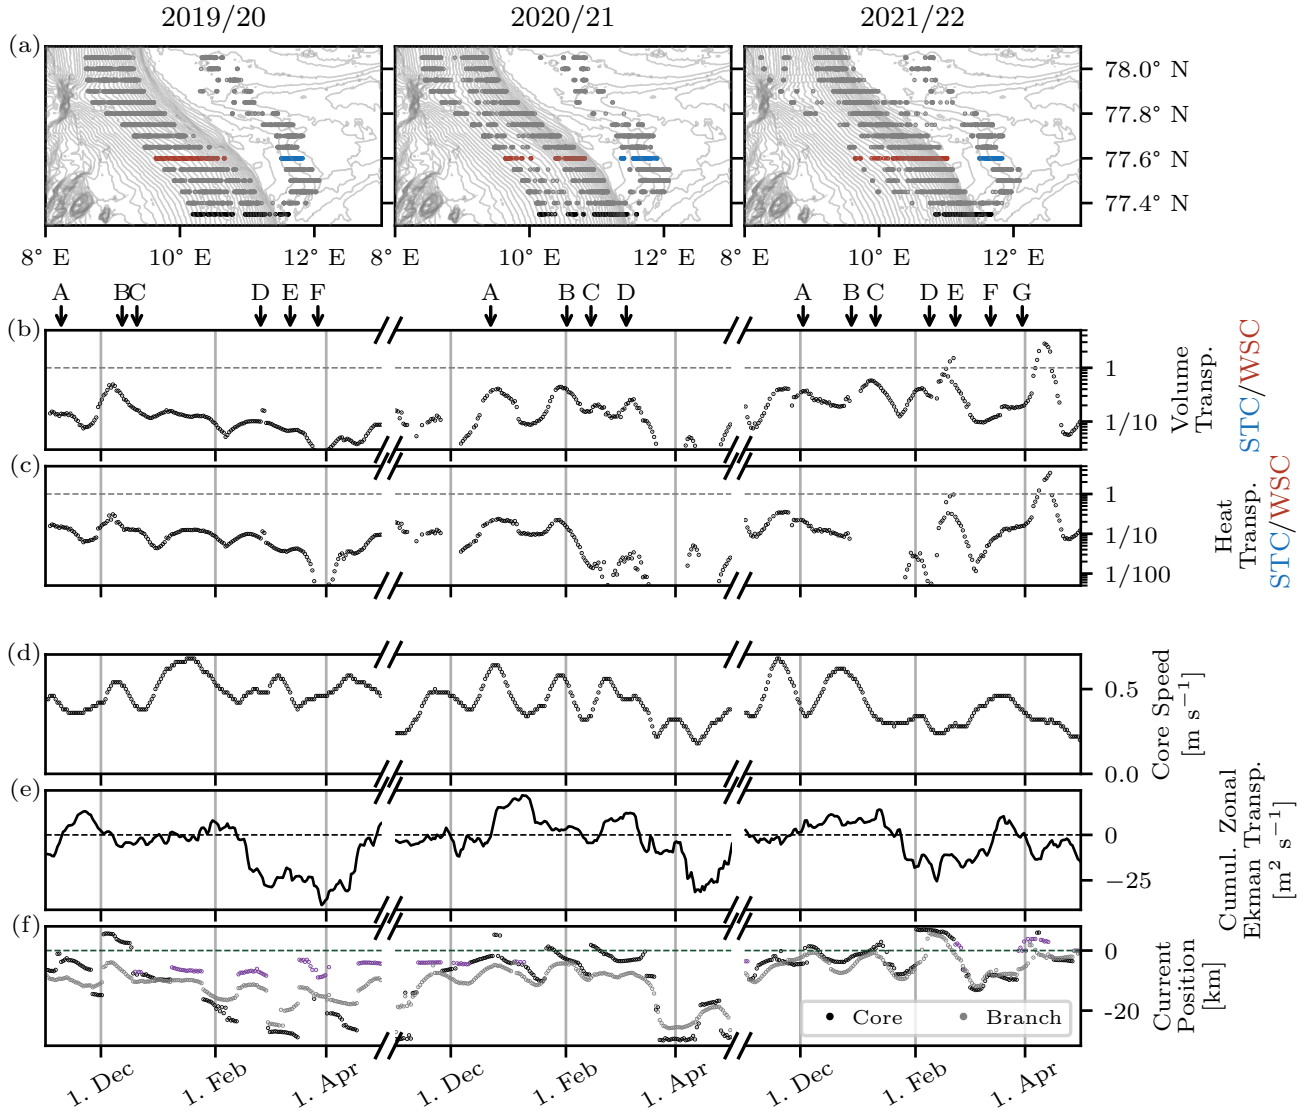 2019/20 2020/21 2021/22
(a)
78.0° N
77.8° N
77.6° N
77.4° N
8° E 10° E 12° E 8° E 10° E 12° E 10° E 12° E
A B C D E F A B C D A B C D E F G
(b)
1
1/10
Volume
Transp.
STC/WSC
(c)
1
1/10
1/100
Heat
Transp.
STC/WSC
(d)
0.5
0.0
Core Speed
[m s⁻¹]
(e)
0
−25
Cumul. Zonal
Ekman Transp.
[m² s⁻¹]
(f)
0
-20
Current
Position
[km]
Core Branch
1. Dec 1. Feb 1. Apr 1. Dec 1. Feb 1. Apr 1. Dec 1. Feb 1. Apr